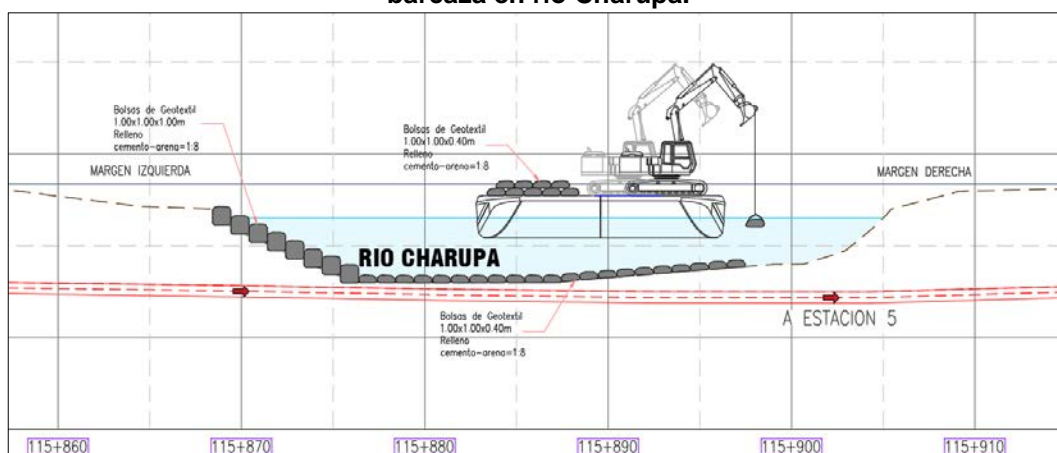 barcaza en río Charupa.
Bolsas de Geotextil
1.00x1.00x1.00m
Relleno
cemento-arena=1:8
Bolsas de Geotextil
1.00x1.00x0.40m
Relleno
cemento-arena=1:8
MARGEN IZQUIERDA
MARGEN DERECHA
RIO CHARUPA
Bolsas de Geotextil
1.00x1.00x0.40m
Relleno
cemento-arena=1:8
A ESTACION 5
115+860
115+870
115+880
115+890
115+900
115+910